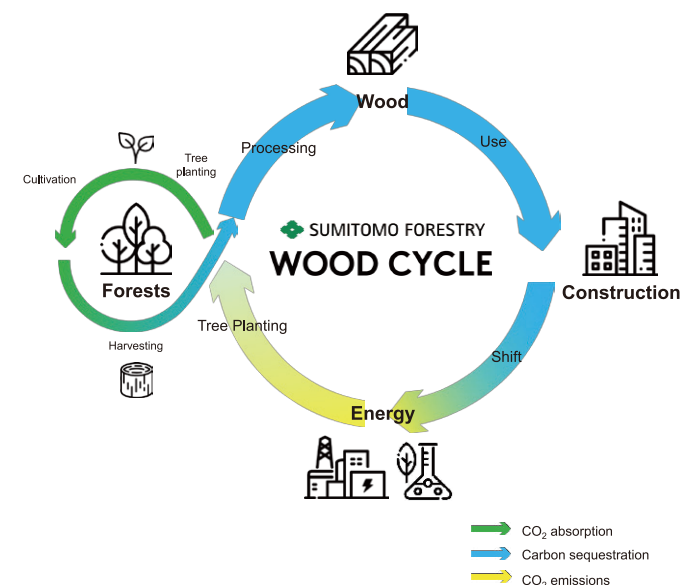 Wood
Processing
Use
Tree
planting
Cultivation
SUMITOMO FORESTRY
WOOD CYCLE
Forests
Construction
Tree Planting
Harvesting
Shift
Energy
CO₂ absorption
Carbon sequestration
CO₂ emissions